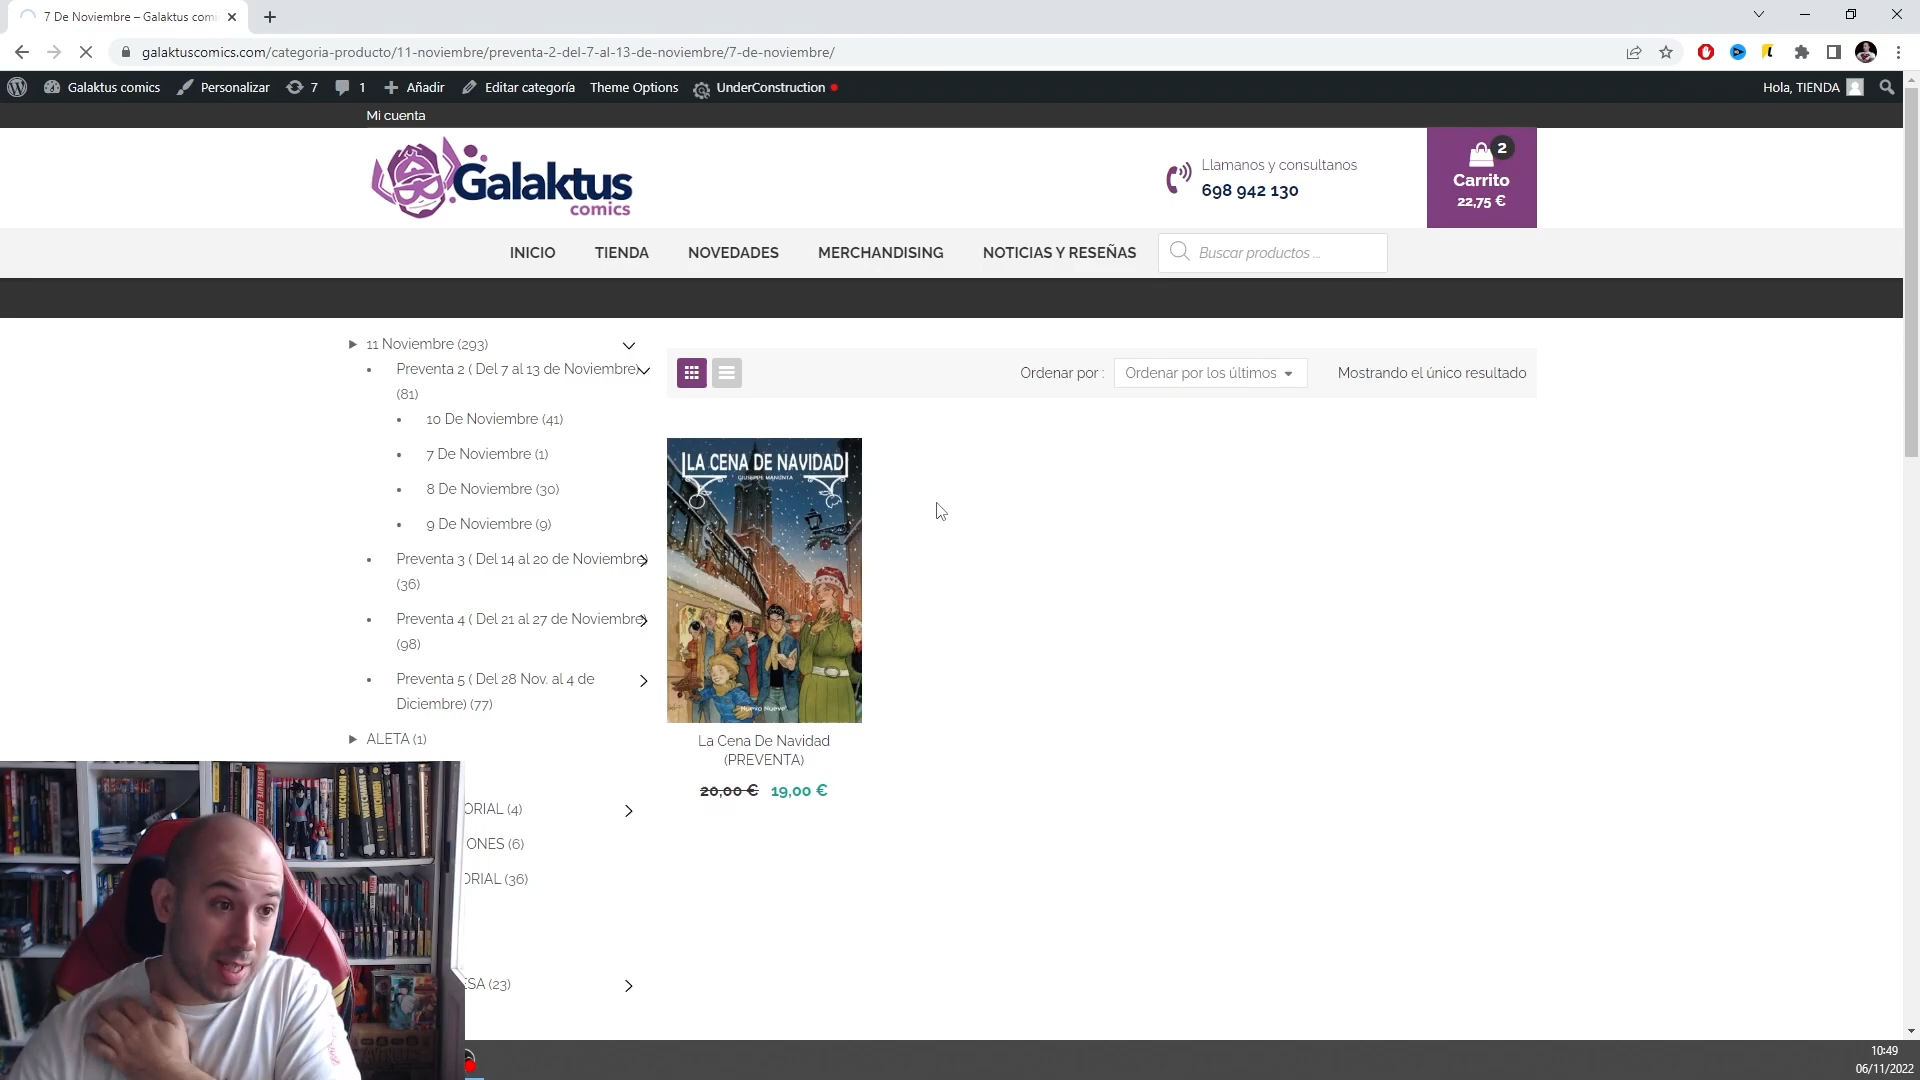 7 De Noviembre – Galaktus comi
galaktuscomics.com/categoria-producto/11-noviembre/preventa-2-del-7-al-13-de-noviembre/7-de-noviembre/
Galaktus comics
Personalizar
7
1
Añadir
Editar categoría
Theme Options
UnderConstruction
Hola, TIENDA
Mi cuenta
Galaktus
comics
Llamanos y consultanos
698 942 130
2
Carrito
22,75 €
INICIO
TIENDA
NOVEDADES
MERCHANDISING
NOTICIAS Y RESEÑAS
Buscar productos ...
11 Noviembre (293)
Preventa 2 ( Del 7 al 13 de Noviembre)
(81)
10 De Noviembre (41)
7 De Noviembre (1)
8 De Noviembre (30)
9 De Noviembre (9)
Preventa 3 ( Del 14 al 20 de Noviembre)
(36)
Preventa 4 ( Del 21 al 27 de Noviembre)
(98)
Preventa 5 ( Del 28 Nov. al 4 de
Diciembre) (77)
ALETA (1)
ORIAL (4)
ONES (6)
ORIAL (36)
ESA (23)
Ordenar por :
Ordenar por los últimos
Mostrando el único resultado
LA CENA DE NAVIDAD
GIUSEPPE MANUNTA
Nuevo Nueve
La Cena De Navidad
(PREVENTA)
20,00 € 19,00 €
WATCHMEN
WATCHMEN
10:49
06/11/2022